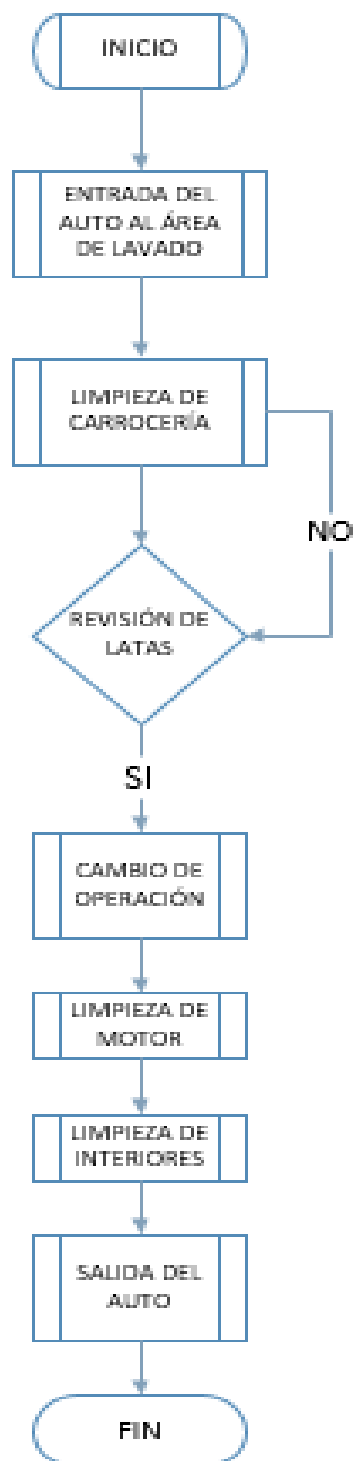 INICIO
ENTRADA DEL
AUTO AL ÁREA
DE LAVADO
LIMPIEZA DE
CARROCERÍA
NO
REVISIÓN DE
LATAS
SI
CAMBIO DE
OPERACIÓN
LIMPIEZA DE
MOTOR
LIMPIEZA DE
INTERIORES
SALIDA DEL
AUTO
FIN